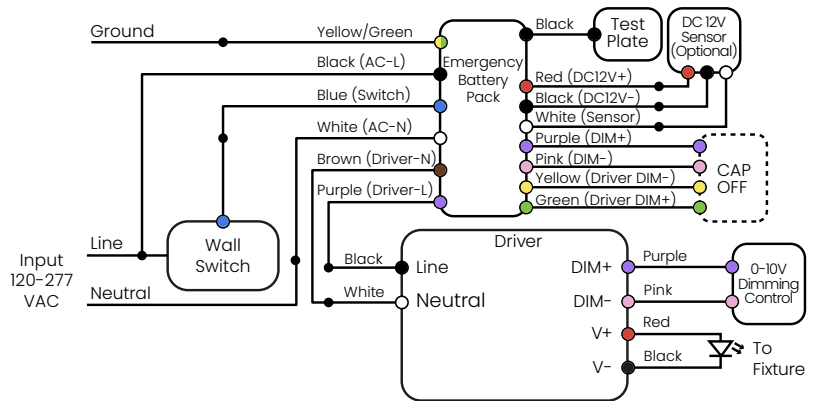 Ground
Yellow/Green
Black (AC-L)
Blue (Switch)
White (AC-N)
Brown (Driver-N)
Purple (Driver-L)
Emergency
Battery
Pack
Black
Test
Plate
DC 12V
Sensor
(Optional)
Red (DC12V+)
Black (DC12V-)
White (Sensor)
Purple (DIM+)
Pink (DIM-)
Yellow (Driver DIM-)
Green (Driver DIM+)
CAP
OFF
Input
120-277
VAC
Line
Neutral
Wall
Switch
Driver
Black
Line
White
Neutral
DIM+
Purple
DIM-
Pink
0-10V
Dimming
Control
V+
Red
V-
Black
To
Fixture